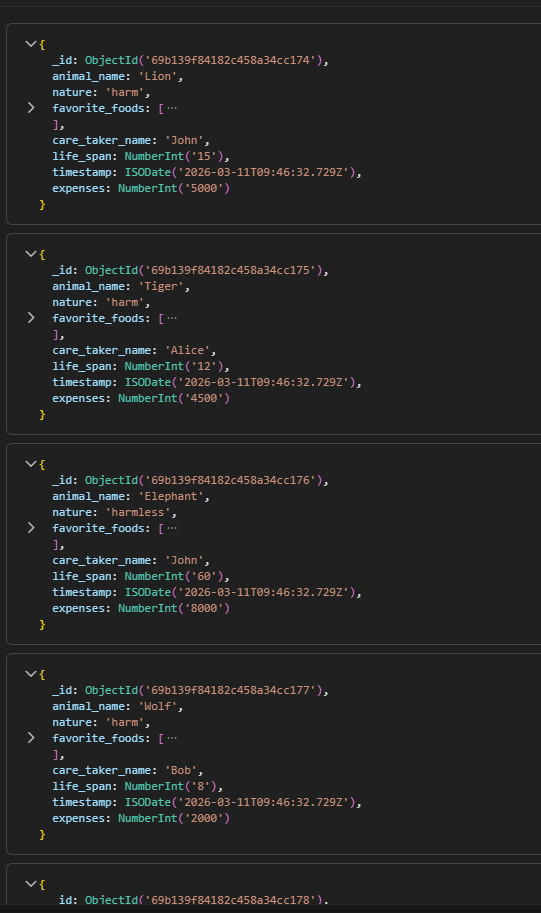 {
_id: ObjectId('69b139f84182c458a34cc174'),
animal_name: 'Lion',
nature: 'harm',
favorite_foods: [ ···
],
care_taker_name: 'John',
life_span: NumberInt('15'),
timestamp: ISODate('2026-03-11T09:46:32.729Z'),
expenses: NumberInt('5000')
}
{
_id: ObjectId('69b139f84182c458a34cc175'),
animal_name: 'Tiger',
nature: 'harm',
favorite_foods: [ ···
],
care_taker_name: 'Alice',
life_span: NumberInt('12'),
timestamp: ISODate('2026-03-11T09:46:32.729Z'),
expenses: NumberInt('4500')
}
{
_id: ObjectId('69b139f84182c458a34cc176'),
animal_name: 'Elephant',
nature: 'harmless',
favorite_foods: [ ···
],
care_taker_name: 'John',
life_span: NumberInt('60'),
timestamp: ISODate('2026-03-11T09:46:32.729Z'),
expenses: NumberInt('8000')
}
{
_id: ObjectId('69b139f84182c458a34cc177'),
animal_name: 'Wolf',
nature: 'harm',
favorite_foods: [ ···
],
care_taker_name: 'Bob',
life_span: NumberInt('8'),
timestamp: ISODate('2026-03-11T09:46:32.729Z'),
expenses: NumberInt('2000')
}
{
_id: ObjectId('69b139f84182c458a34cc178'),